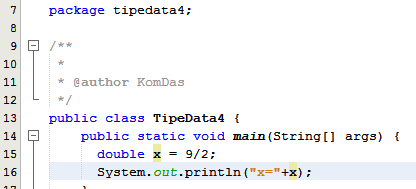 7 package tipedata4;
8
9 /**
10 *
11 * @author KomDas
12 */
13 public class TipeData4 {
14 public static void main(String[] args) {
15 double x = 9/2;
16 System.out.println("x="+x);
17 }